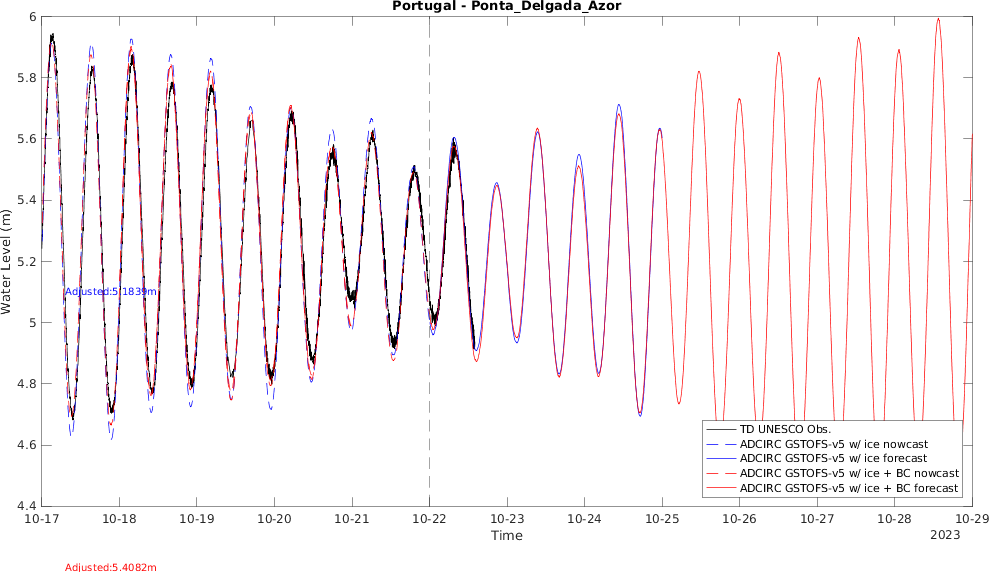 Portugal - Ponta_Delgada_Azor
6
5.8
5.6
5.4
5.2
5
4.8
4.6
4.4
Water Level (m)
Adjusted:5.1839m
TD UNESCO Obs.
ADCIRC GSTOFS-v5 w/ ice nowcast
ADCIRC GSTOFS-v5 w/ ice forecast
ADCIRC GSTOFS-v5 w/ ice + BC nowcast
ADCIRC GSTOFS-v5 w/ ice + BC forecast
10-17 10-18 10-19 10-20 10-21 10-22 10-23 10-24 10-25 10-26 10-27 10-28 10-29
Time
2023
Adjusted:5.4082m